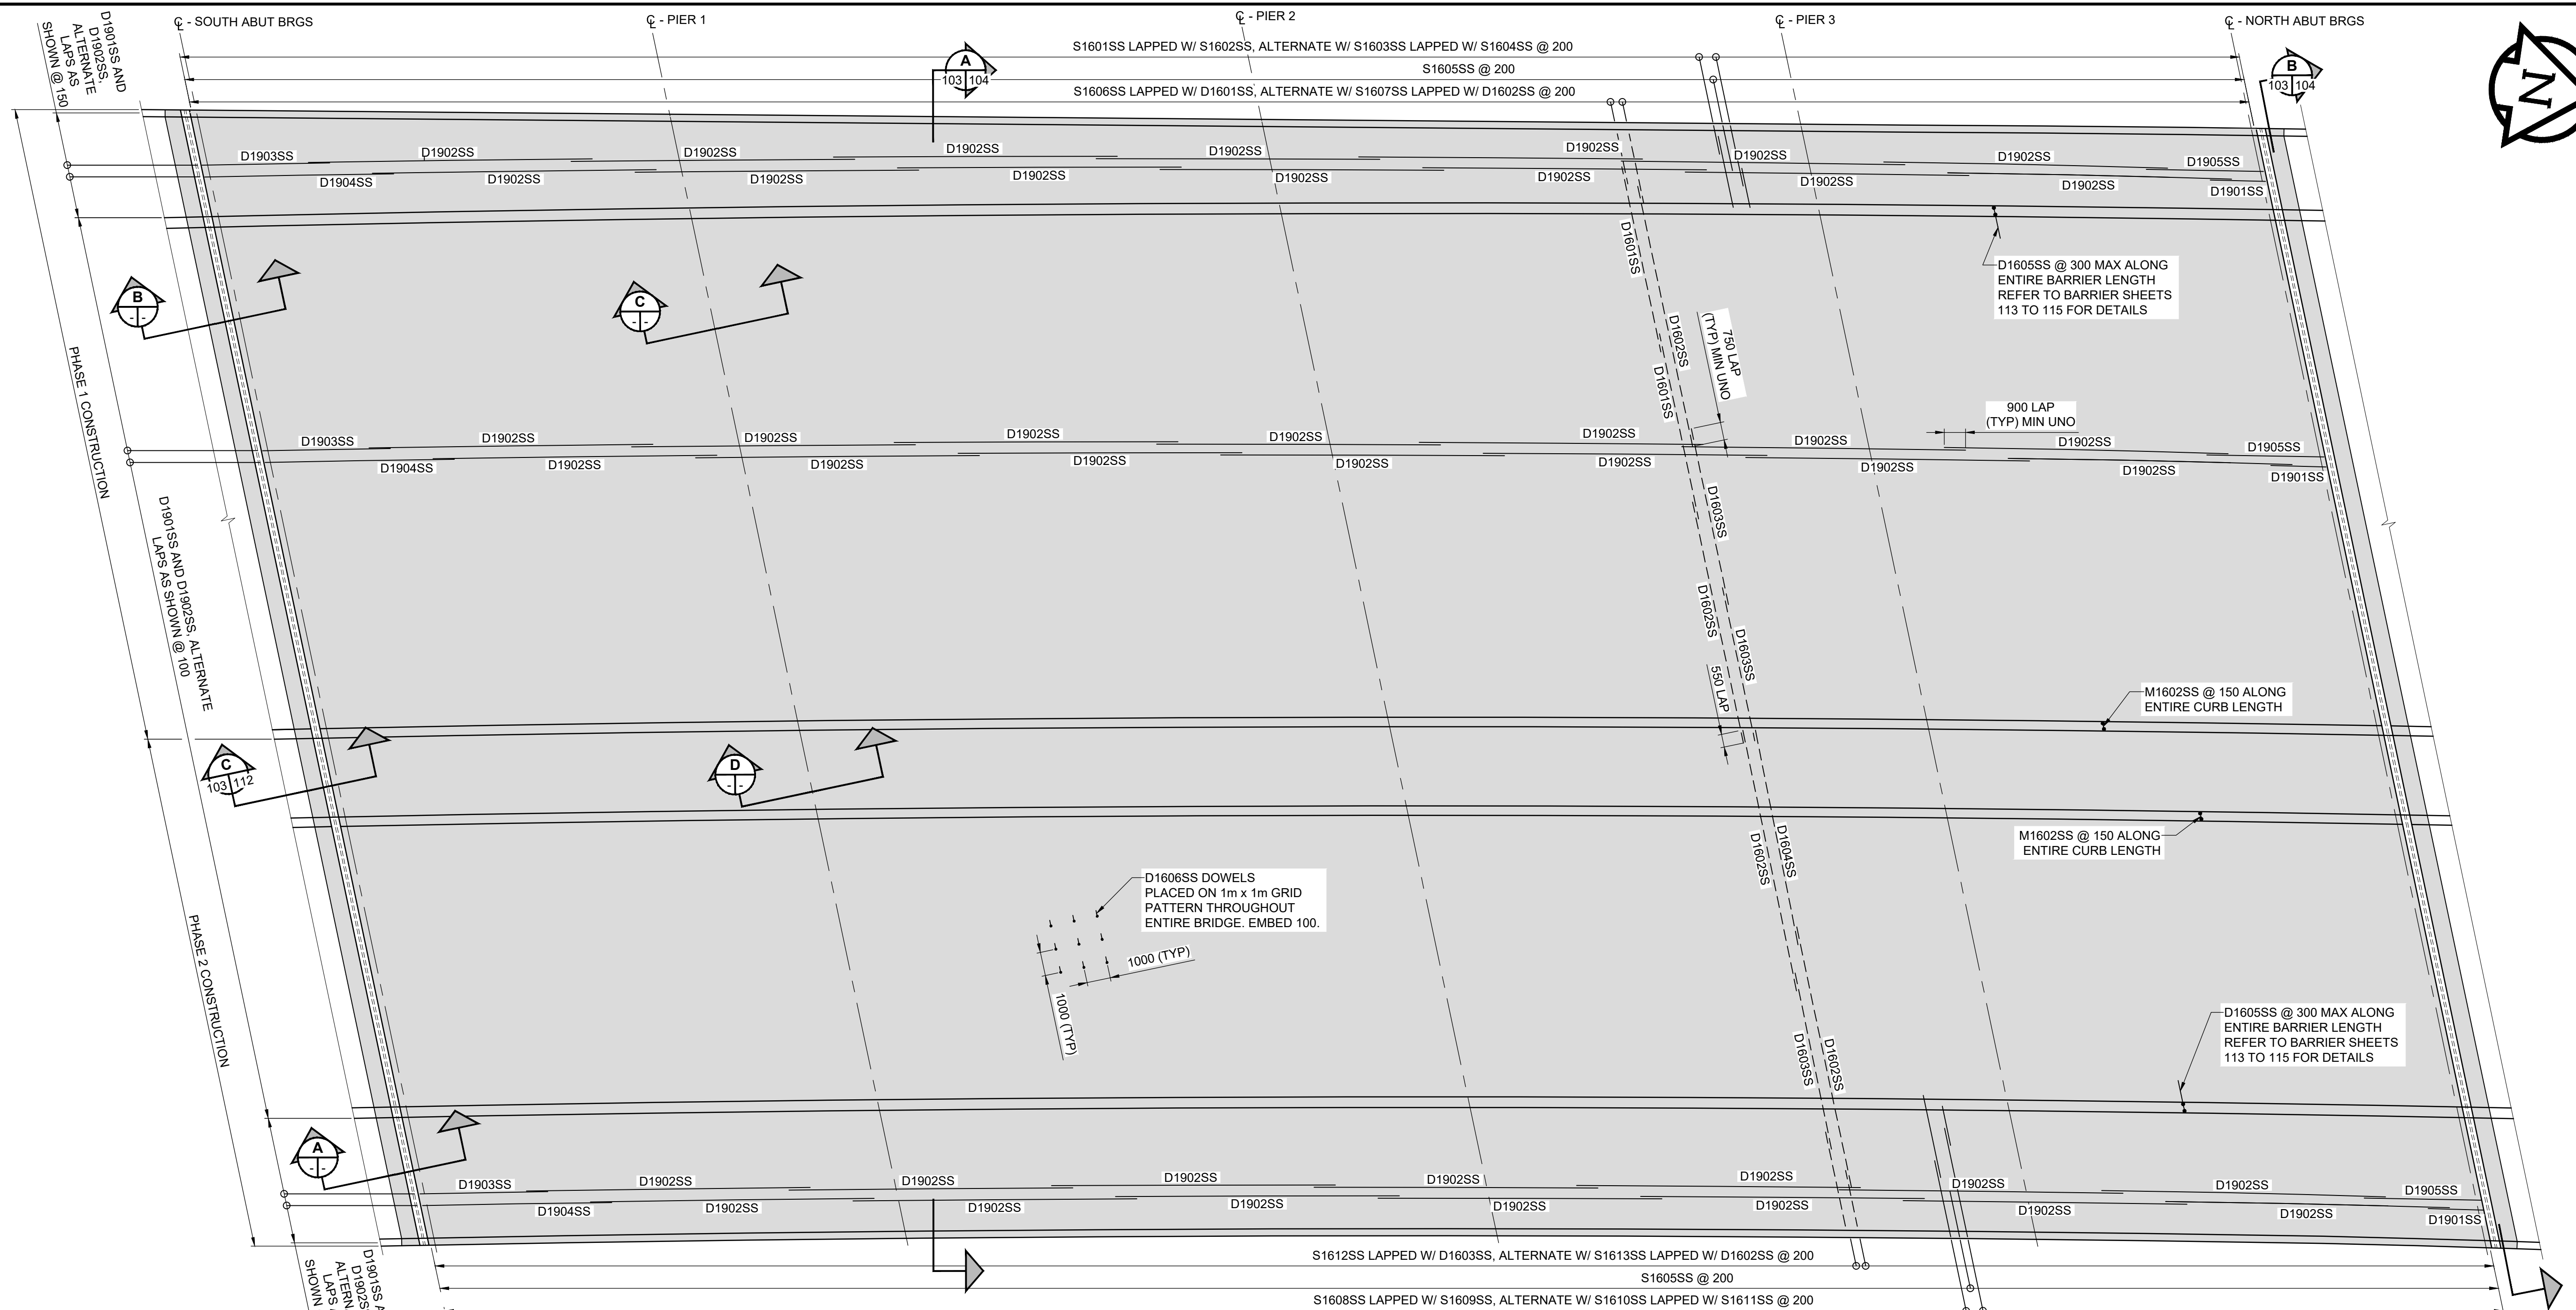 ℄ - SOUTH ABUT BRGS
℄ - PIER 1
℄ - PIER 2
℄ - PIER 3
℄ - NORTH ABUT BRGS
D1901SS AND
D1902SS,
ALTERNATE
LAPS AS
SHOWN @ 150
S1601SS LAPPED W/ S1602SS, ALTERNATE W/ S1603SS LAPPED W/ S1604SS @ 200
S1605SS @ 200
S1606SS LAPPED W/ D1601SS, ALTERNATE W/ S1607SS LAPPED W/ D1602SS @ 200
A
103 104
B
103 104
N
D1903SS
D1902SS
D1902SS
D1902SS
D1902SS
D1902SS
D1902SS
D1902SS
D1905SS
D1904SS
D1902SS
D1902SS
D1902SS
D1902SS
D1902SS
D1902SS
D1902SS
D1901SS
D1601SS
D1605SS @ 300 MAX ALONG
ENTIRE BARRIER LENGTH
REFER TO BARRIER SHEETS
113 TO 115 FOR DETAILS
B
- -
C
- -
PHASE 1 CONSTRUCTION
D1602SS
750 LAP
(TYP) MIN UNO
D1601SS
900 LAP
(TYP) MIN UNO
D1903SS
D1902SS
D1902SS
D1902SS
D1902SS
D1902SS
D1902SS
D1902SS
D1905SS
D1904SS
D1902SS
D1902SS
D1902SS
D1902SS
D1902SS
D1902SS
D1902SS
D1901SS
D1901SS AND D1902SS, ALTERNATE
LAPS AS SHOWN @ 100
D1603SS
D1602SS
D1603SS
550 LAP
M1602SS @ 150 ALONG
ENTIRE CURB LENGTH
C
103 112
D
- -
M1602SS @ 150 ALONG
ENTIRE CURB LENGTH
D1604SS
D1602SS
D1606SS DOWELS
PLACED ON 1m x 1m GRID
PATTERN THROUGHOUT
ENTIRE BRIDGE. EMBED 100.
1000 (TYP)
1000 (TYP)
PHASE 2 CONSTRUCTION
D1603SS
D1602SS
D1605SS @ 300 MAX ALONG
ENTIRE BARRIER LENGTH
REFER TO BARRIER SHEETS
113 TO 115 FOR DETAILS
A
- -
D1903SS
D1902SS
D1902SS
D1902SS
D1902SS
D1902SS
D1902SS
D1902SS
D1905SS
D1904SS
D1902SS
D1902SS
D1902SS
D1902SS
D1902SS
D1902SS
D1902SS
D1901SS
D1901SS A
D1902S
ALTERN
LAPS
SHOWN
S1612SS LAPPED W/ D1603SS, ALTERNATE W/ S1613SS LAPPED W/ D1602SS @ 200
S1605SS @ 200
S1608SS LAPPED W/ S1609SS, ALTERNATE W/ S1610SS LAPPED W/ S1611SS @ 200